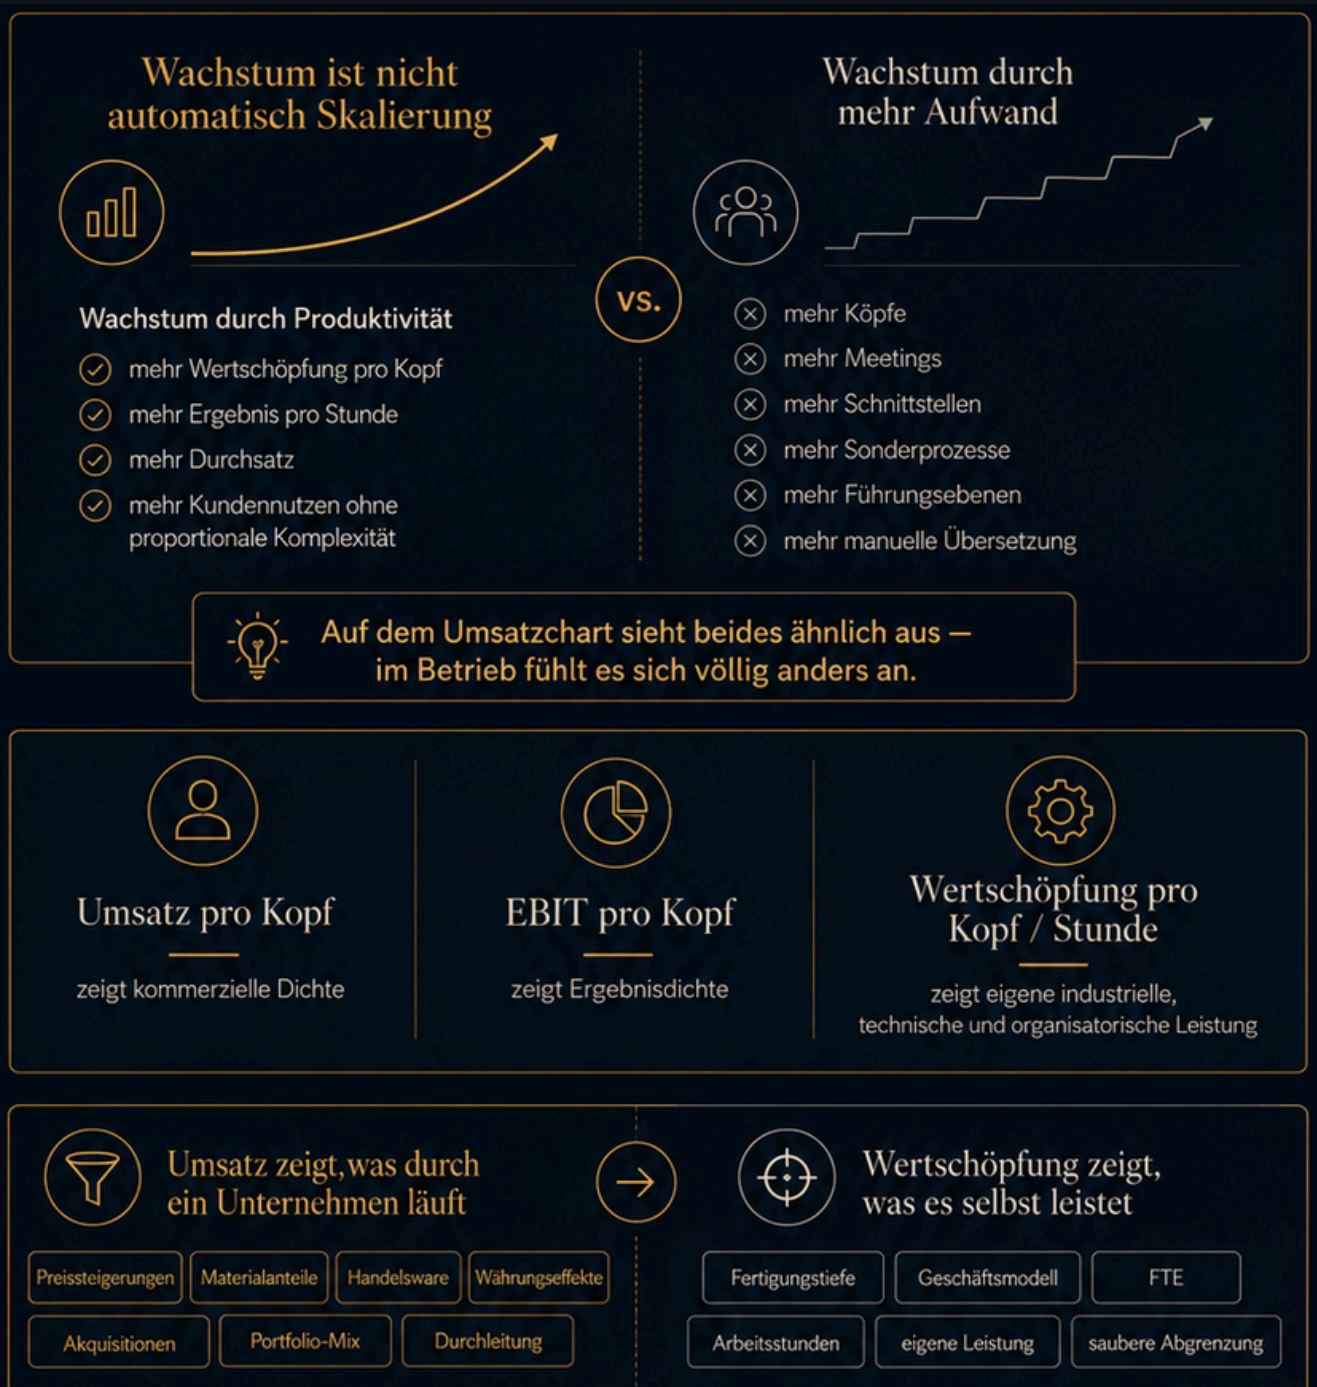 Wachstum ist nicht
automatisch Skalierung
Wachstum durch Produktivität
mehr Wertschöpfung pro Kopf
mehr Ergebnis pro Stunde
mehr Durchsatz
mehr Kundennutzen ohne
proportionale Komplexität
vs.
Wachstum durch
mehr Aufwand
mehr Köpfe
mehr Meetings
mehr Schnittstellen
mehr Sonderprozesse
mehr Führungsebenen
mehr manuelle Übersetzung
Auf dem Umsatzchart sieht beides ähnlich aus —
im Betrieb fühlt es sich völlig anders an.
Umsatz pro Kopf
zeigt kommerzielle Dichte
EBIT pro Kopf
zeigt Ergebnisdichte
Wertschöpfung pro
Kopf / Stunde
zeigt eigene industrielle,
technische und organisatorische Leistung
Umsatz zeigt,was durch
ein Unternehmen läuft
Preissteigerungen
Materialanteile
Handelsware
Währungseffekte
Akquisitionen
Portfolio-Mix
Durchleitung
Wertschöpfung zeigt,
was es selbst leistet
Fertigungstiefe
Geschäftsmodell
FTE
Arbeitsstunden
eigene Leistung
saubere Abgrenzung